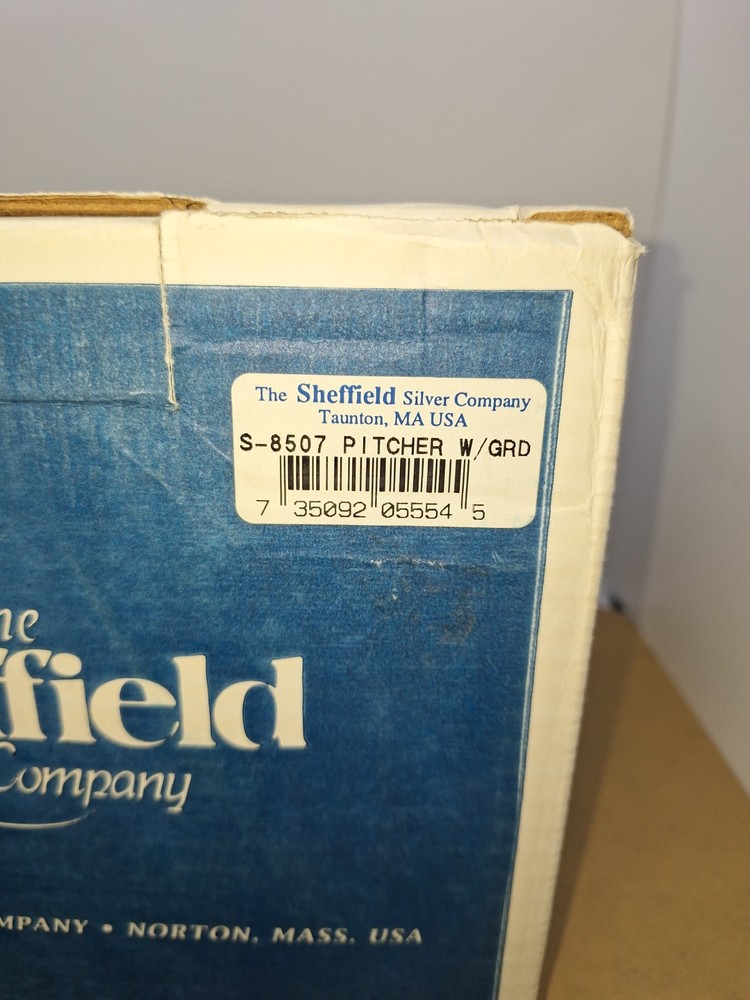 The Sheffield Silver Company
Taunton, MA USA
S-8507 PITCHER W/GRD
7 35092 05554 5
he
ffield
Company
MPANY • NORTON, MASS. USA